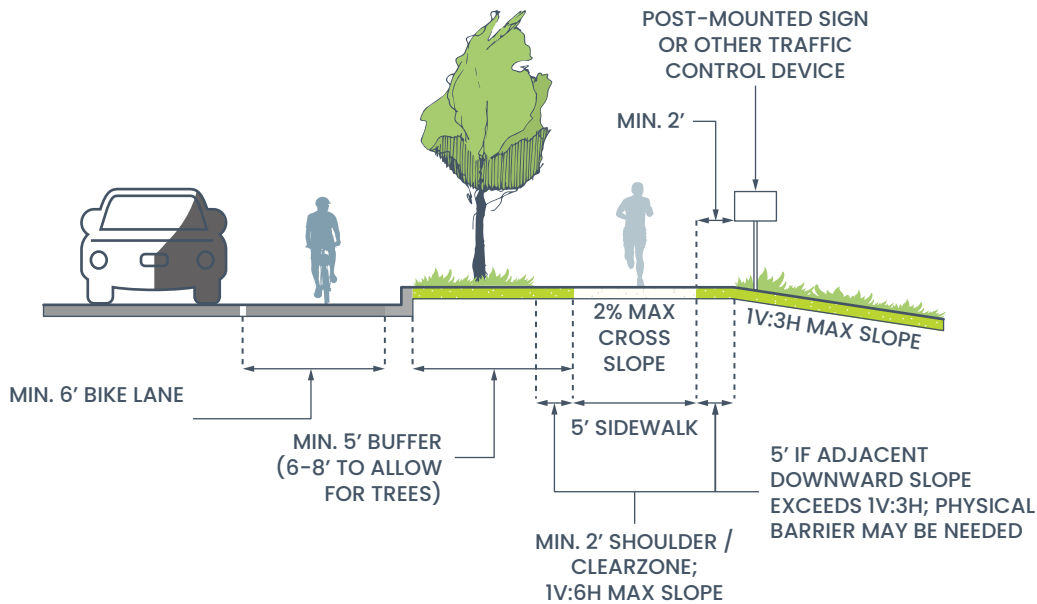 POST-MOUNTED SIGN
OR OTHER TRAFFIC
CONTROL DEVICE
MIN. 2’
2% MAX
CROSS
SLOPE
1V:3H MAX SLOPE
MIN. 6’ BIKE LANE
MIN. 5’ BUFFER
(6-8’ TO ALLOW
FOR TREES)
5’ SIDEWALK
5’ IF ADJACENT
DOWNWARD SLOPE
EXCEEDS 1V:3H; PHYSICAL
BARRIER MAY BE NEEDED
MIN. 2’ SHOULDER /
CLEARZONE;
1V:6H MAX SLOPE